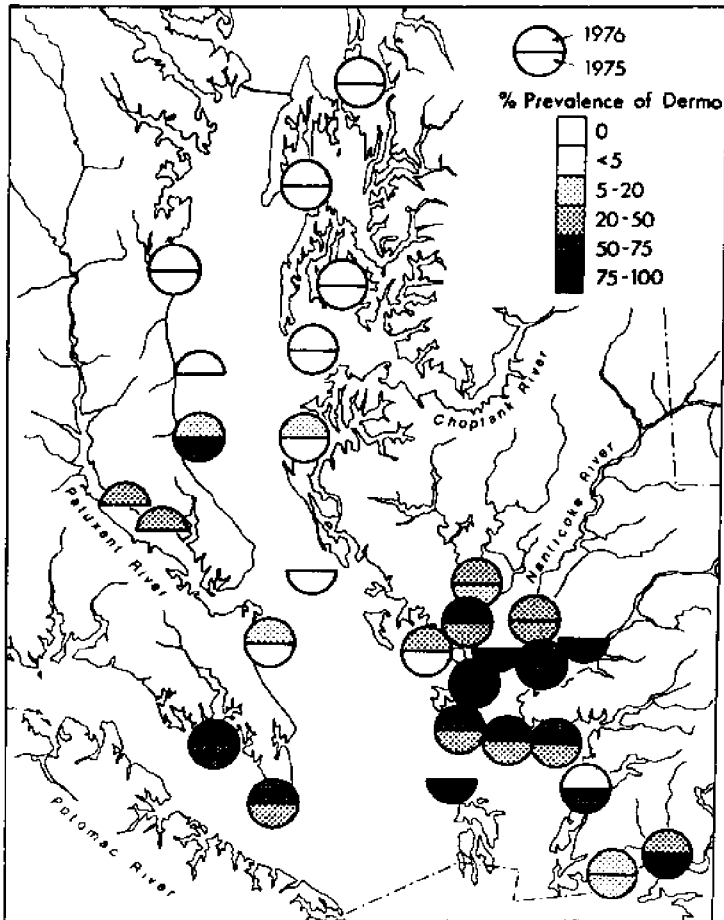 1976
1975
% Prevalence of Dermo
0
<5
5-20
20-50
50-75
75-100
Choptank River
Nanticoke River
Patuxent River
Potomac River